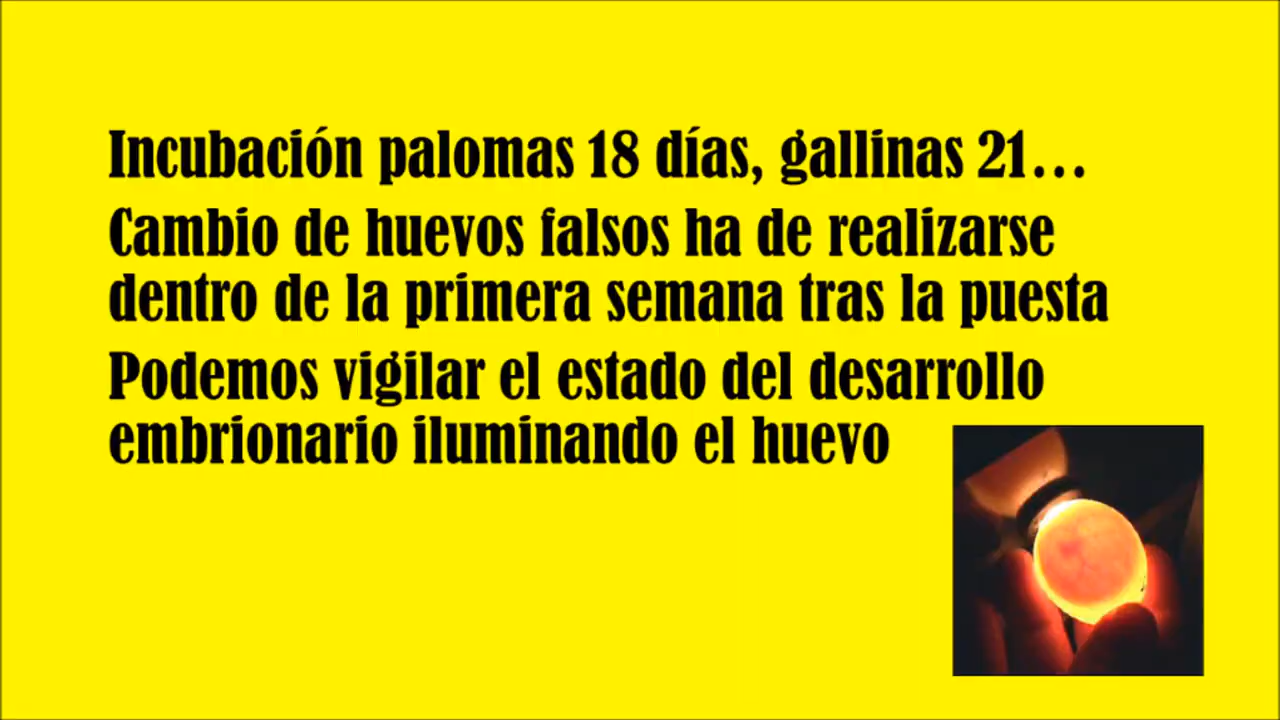 Incubación palomas 18 días, gallinas 21...
Cambio de huevos falsos ha de realizarse
dentro de la primera semana tras la puesta
Podemos vigilar el estado del desarrollo
embrionario iluminando el huevo